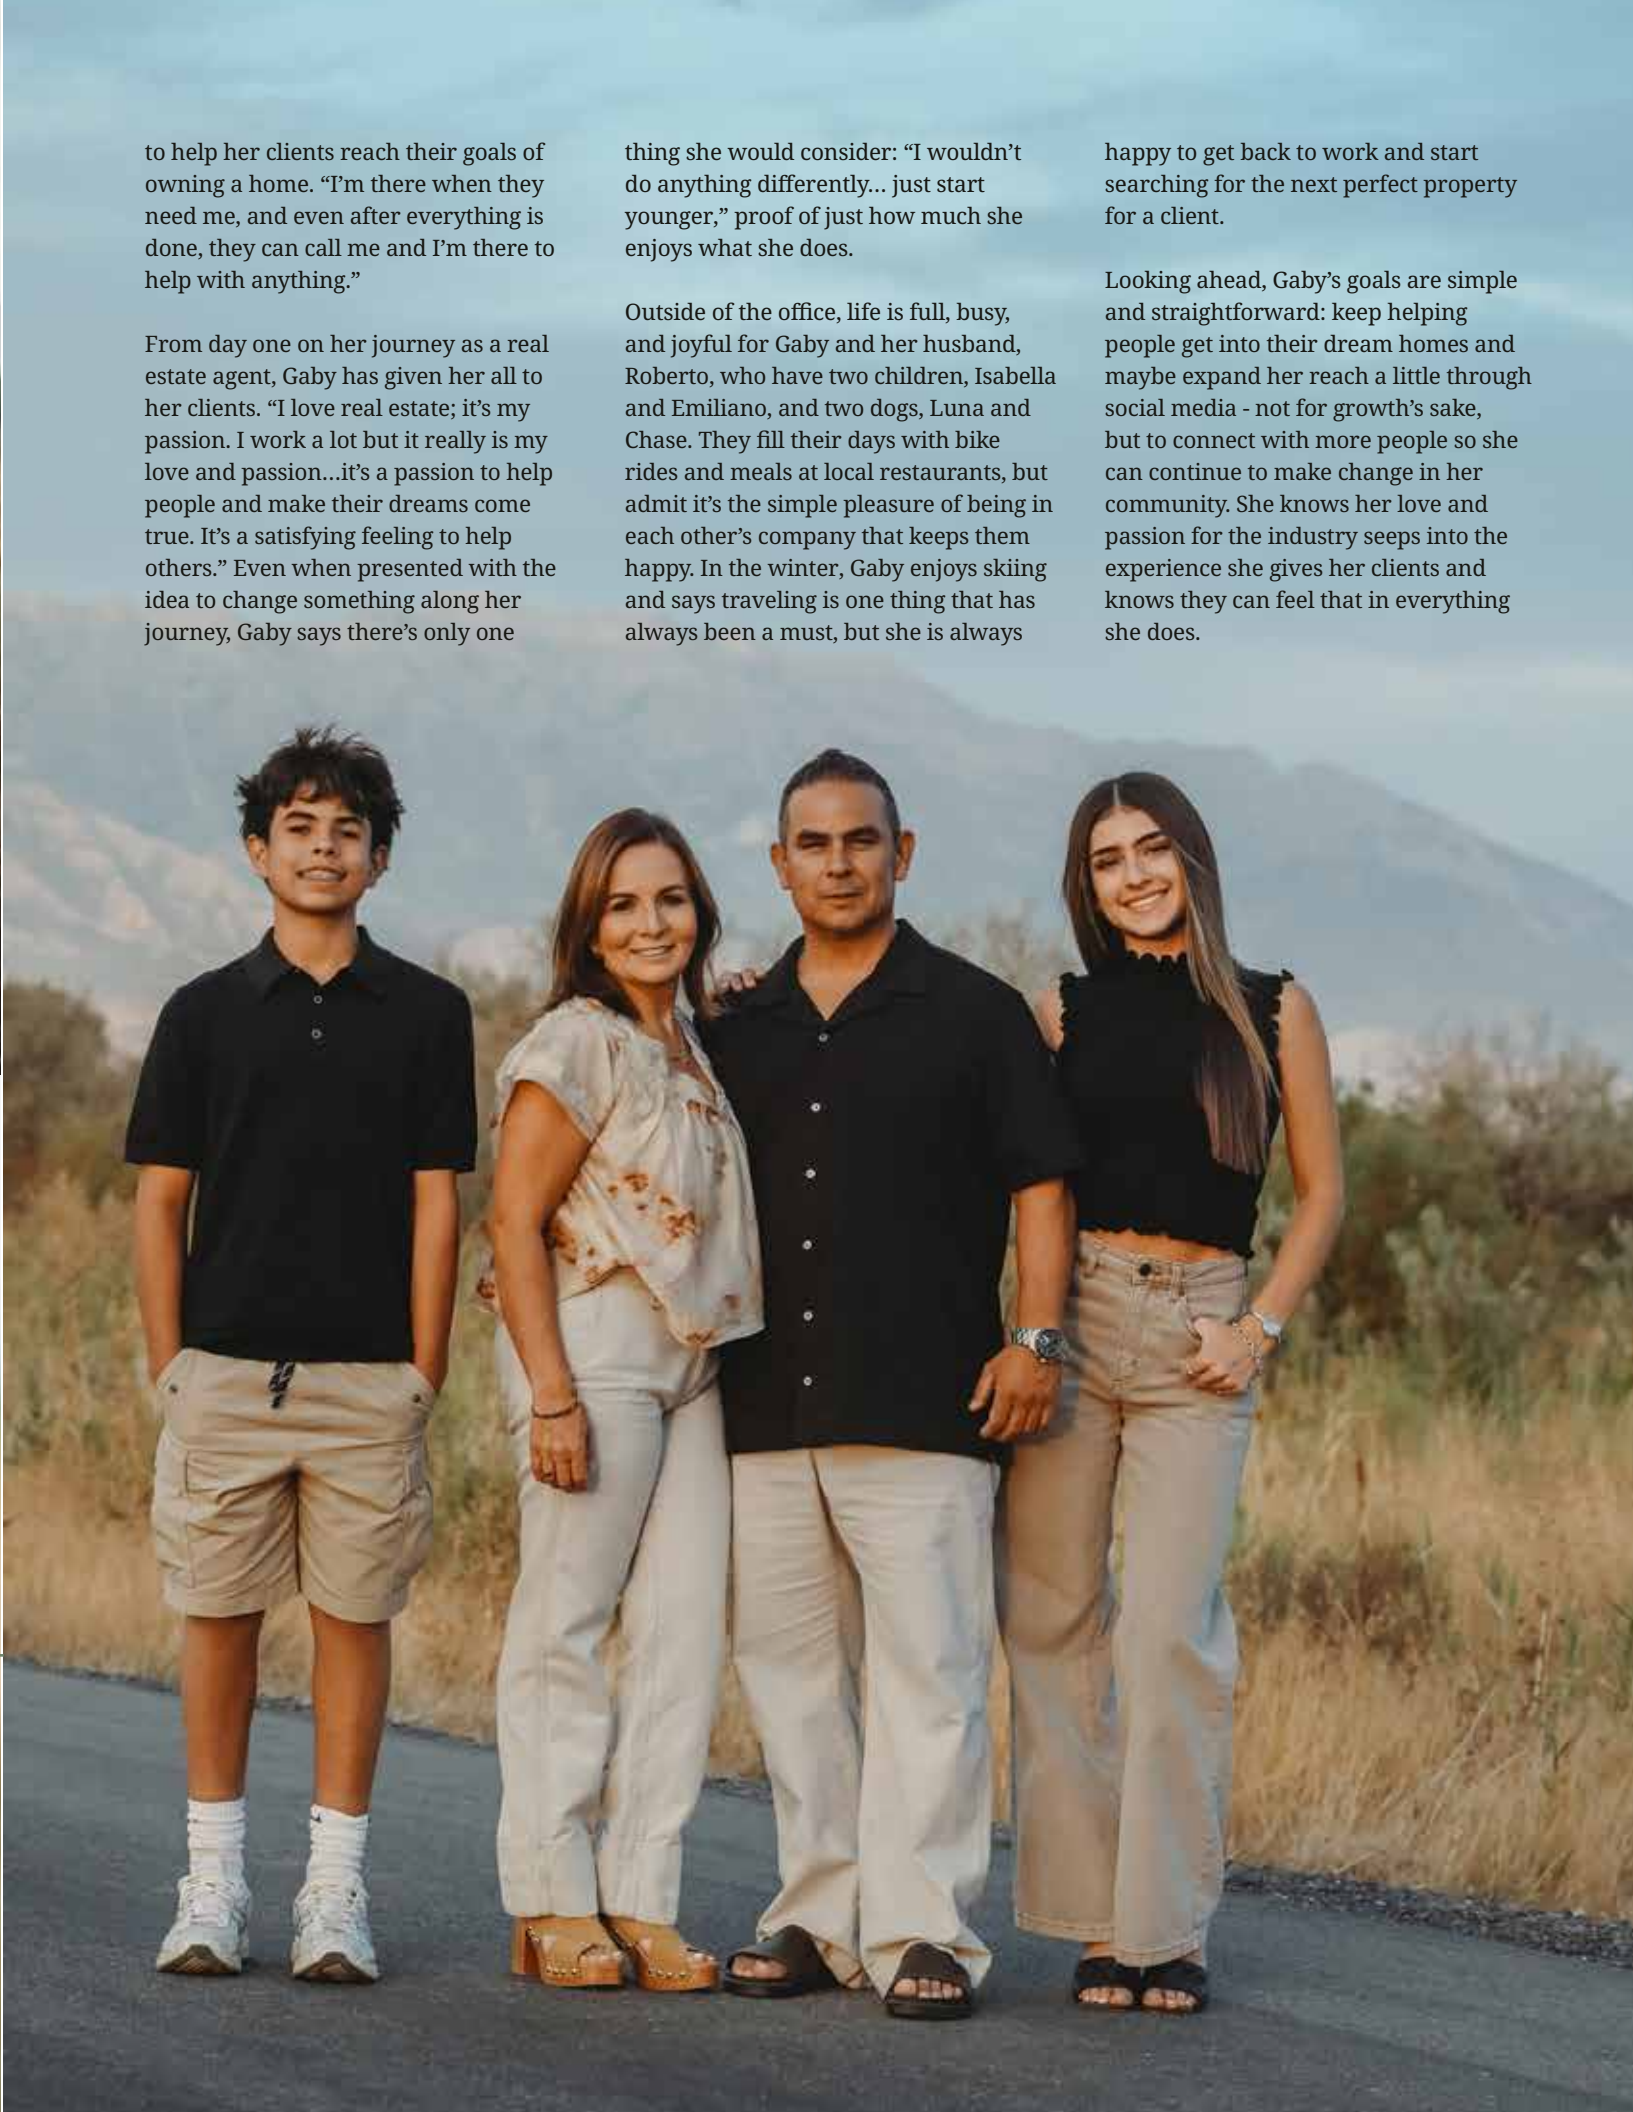 to help her clients reach their goals of
owning a home. “I’m there when they
need me, and even after everything is
done, they can call me and I’m there to
help with anything.”
From day one on her journey as a real
estate agent, Gaby has given her all to
her clients. “I love real estate; it’s my
passion. I work a lot but it really is my
love and passion…it’s a passion to help
people and make their dreams come
true. It’s a satisfying feeling to help
others.” Even when presented with the
idea to change something along her
journey, Gaby says there’s only one
thing she would consider: “I wouldn’t
do anything differently… just start
younger,” proof of just how much she
enjoys what she does.
Outside of the office, life is full, busy,
and joyful for Gaby and her husband,
Roberto, who have two children, Isabella
and Emiliano, and two dogs, Luna and
Chase. They fill their days with bike
rides and meals at local restaurants, but
admit it’s the simple pleasure of being in
each other’s company that keeps them
happy. In the winter, Gaby enjoys skiing
and says traveling is one thing that has
always been a must, but she is always
happy to get back to work and start
searching for the next perfect property
for a client.
Looking ahead, Gaby’s goals are simple
and straightforward: keep helping
people get into their dream homes and
maybe expand her reach a little through
social media - not for growth’s sake,
but to connect with more people so she
can continue to make change in her
community. She knows her love and
passion for the industry seeps into the
experience she gives her clients and
knows they can feel that in everything
she does.